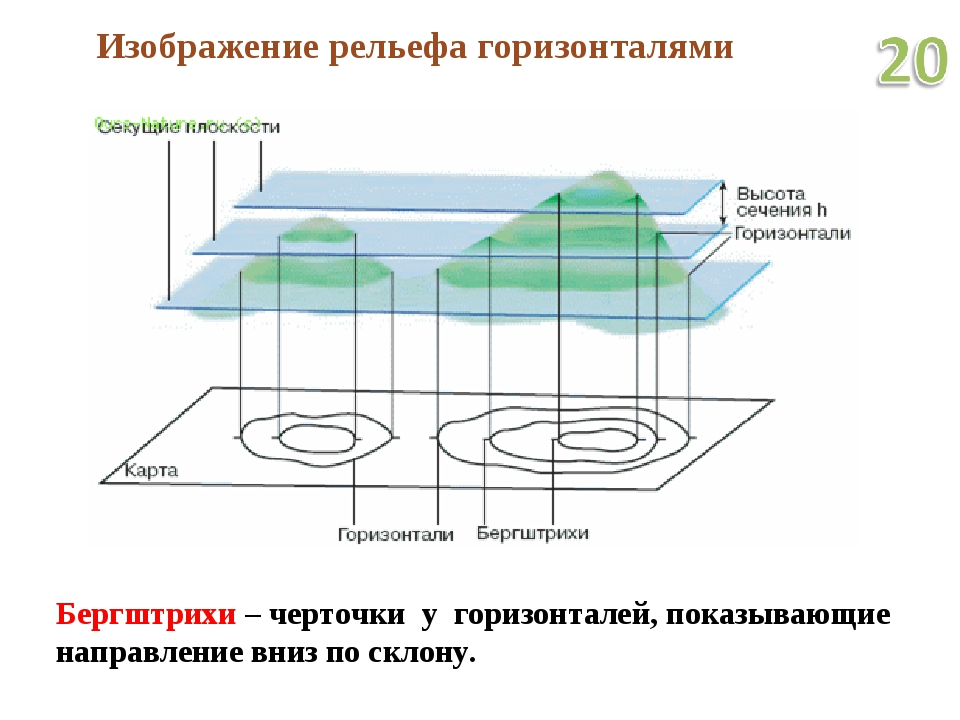 Изображение рельефа горизонталями
20
Секущие плоскости
Высота
сечения h
Горизонтали
Карта
Горизонтали
Бергштрихи
Бергштрихи – черточки у горизонталей, показывающие
направление вниз по склону.